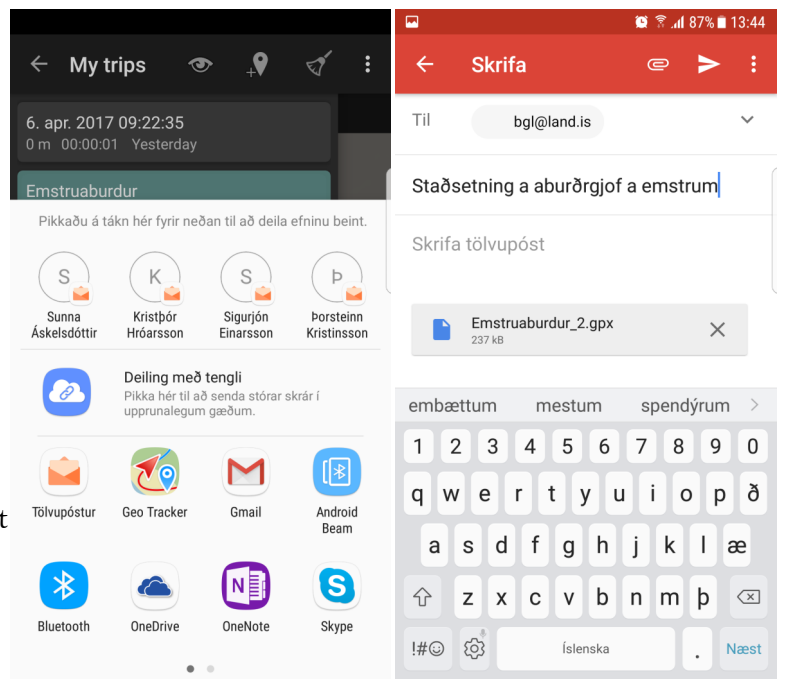 My trips
6. apr. 2017 09:22:35
0 m 00:00:01 Yesterday
Emstruaburdur
Pikkaðu á tákn hér fyrir neðan til að deila efninu beint.
S K S Þ
Sunna Áskelsdóttir
Kristþór Hróarsson
Sigurjón Einarsson
Þorsteinn Kristinsson
Deiling með tengli
Pikka hér til að senda stórar skrár í
upprunalegum gæðum.
Tölvupóstur
Geo Tracker
Gmail
Android Beam
Bluetooth
OneDrive
OneNote
Skype
t
87% 13:44
Skrifa
Til bgl@land.is
Staðsetning a aburðrgjof a emstrum
Skrifa tölvupóst
Emstruaburdur_2.gpx
237 kB
embættum mestum spendýrum
1 2 3 4 5 6 7 8 9 0
q w e r t y u i o p ð
a s d f g h j k l æ
z x c v b n m þ
!#☺ Íslenska . Næst